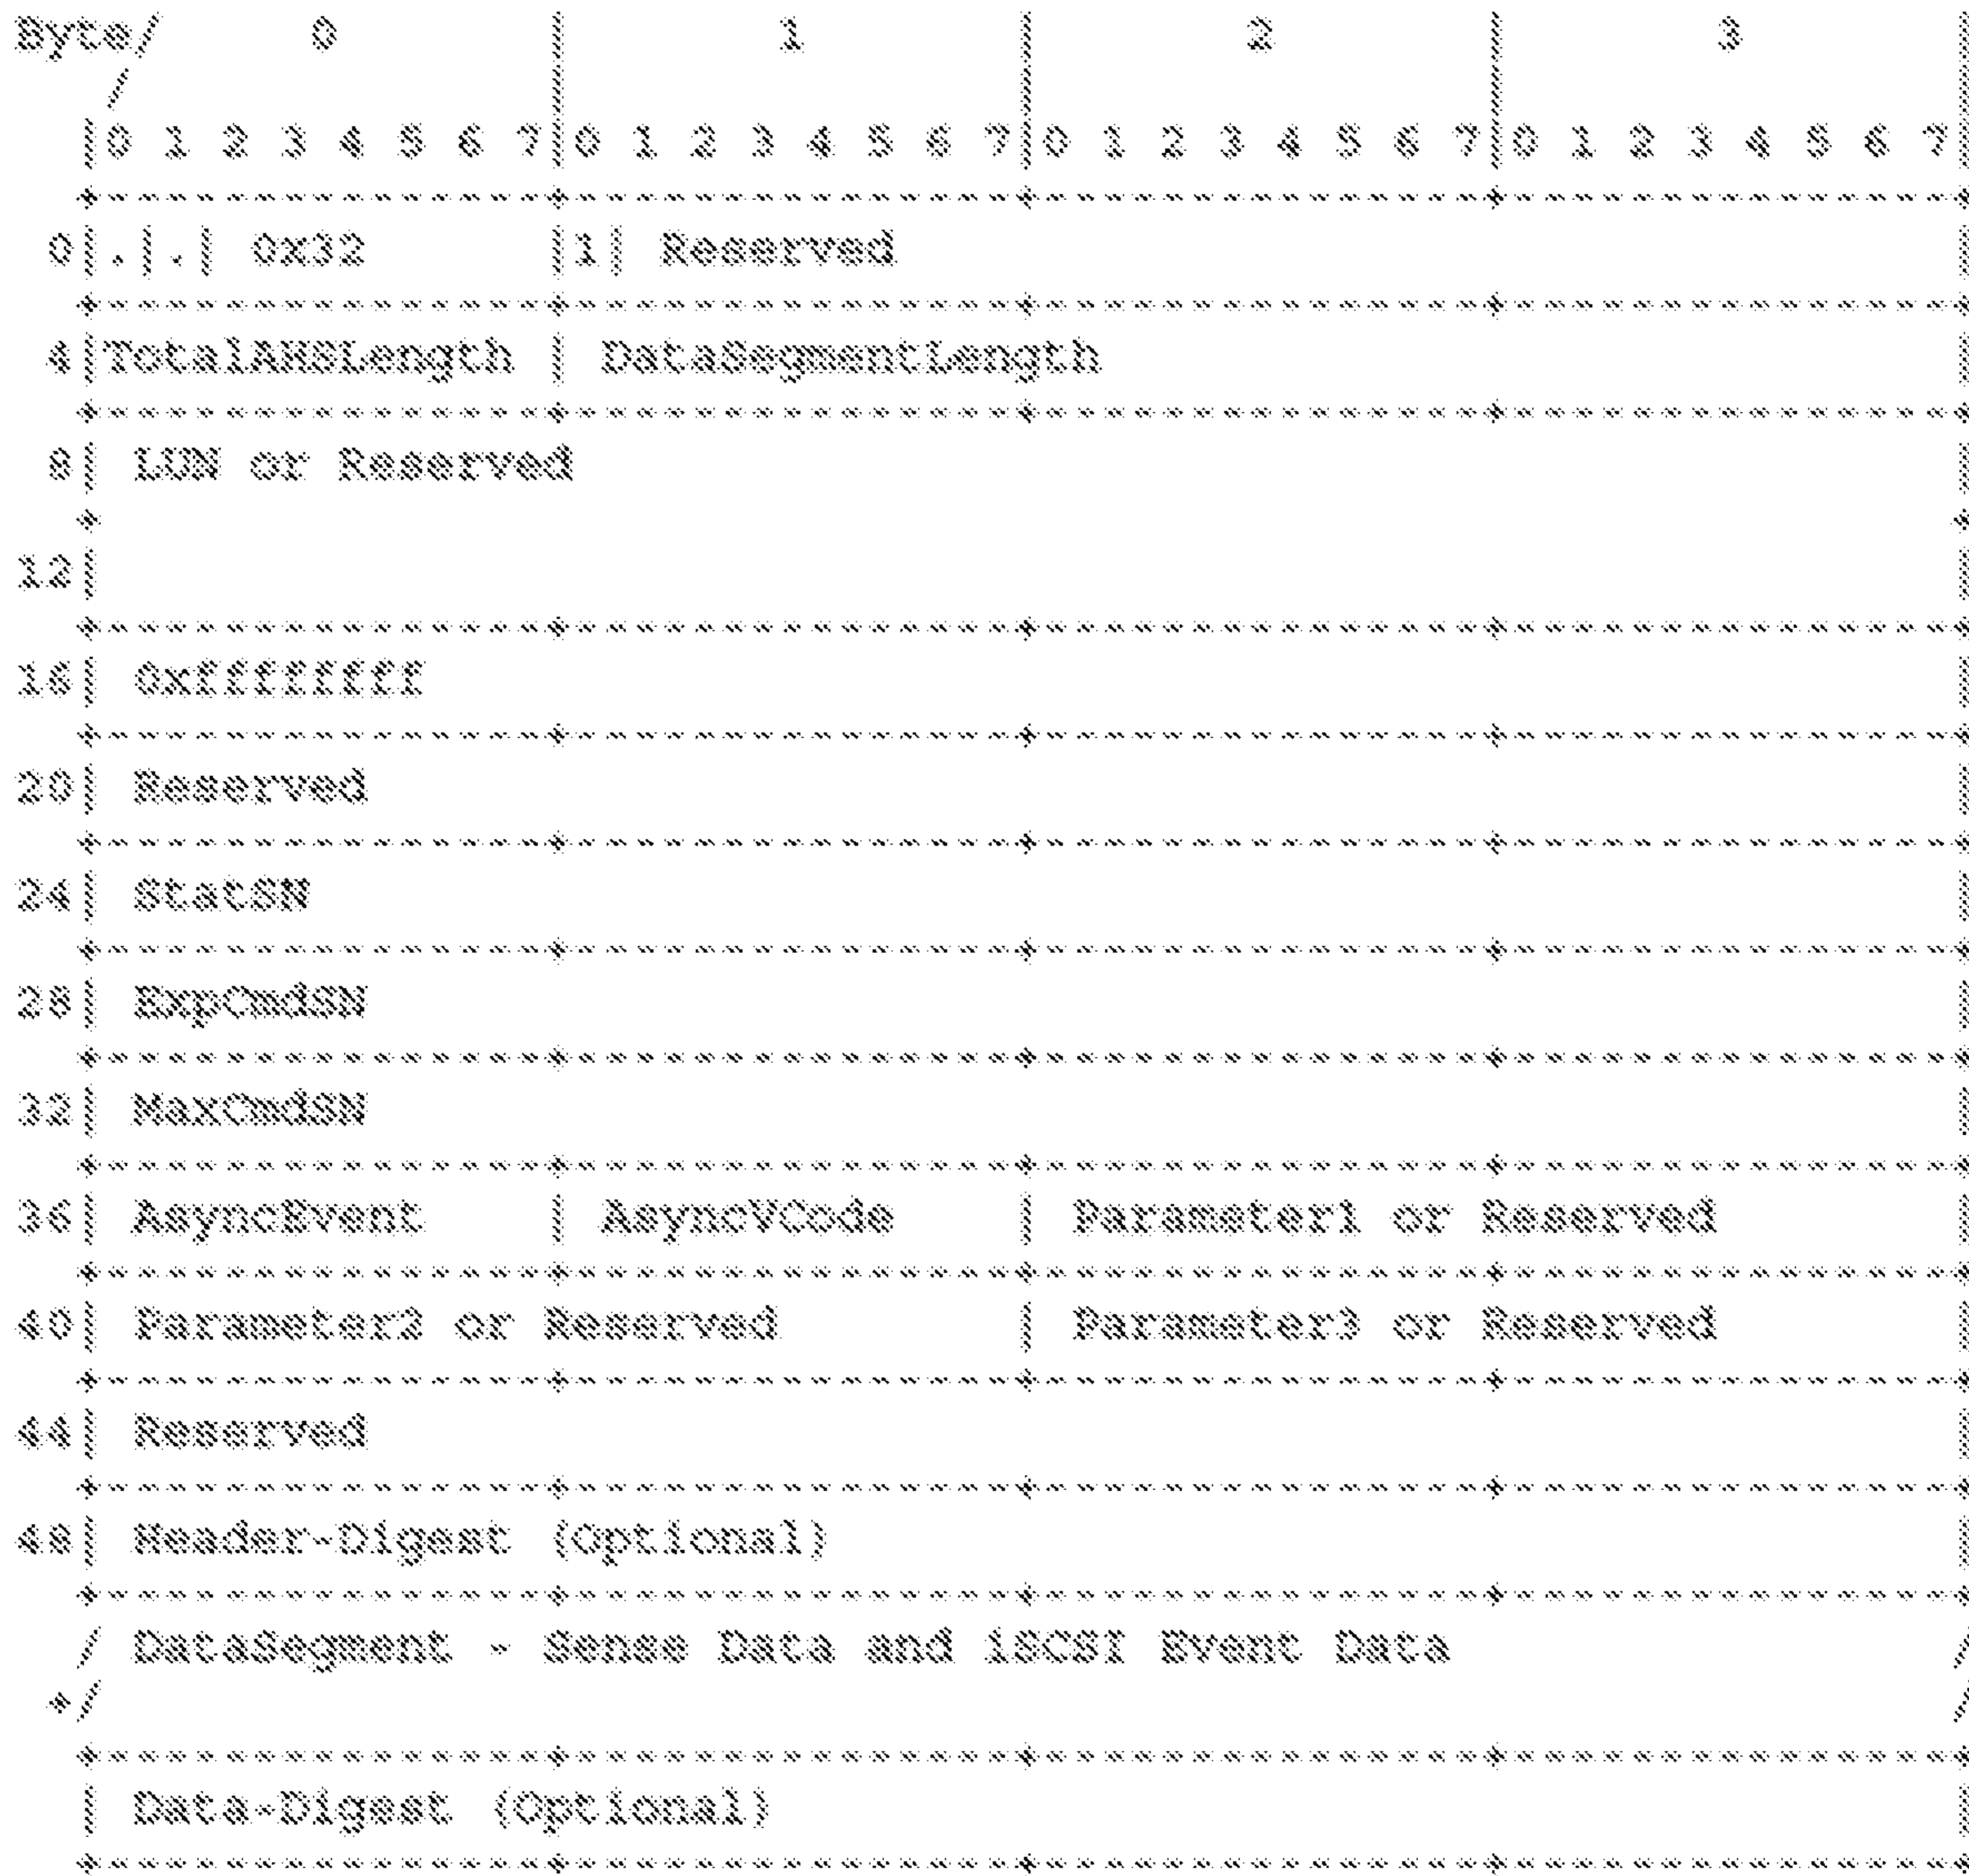 Byte/     0       |       1       |       2       |       3       |
   /              |               |               |               |
  |0 1 2 3 4 5 6 7|0 1 2 3 4 5 6 7|0 1 2 3 4 5 6 7|0 1 2 3 4 5 6 7|
  +---------------+---------------+---------------+---------------+
 0|.|.| 0x32      |1| Reserved                                    |
  +---------------+---------------+---------------+---------------+
 4|TotalAHSLength | DataSegmentLength                             |
  +---------------+---------------+---------------+---------------+
 8| LUN or Reserved                                               |
  +                                                               +
12|                                                               |
  +---------------+---------------+---------------+---------------+
16| 0xffffffff                                                    |
  +---------------+---------------+---------------+---------------+
20| Reserved                                                      |
  +---------------+---------------+---------------+---------------+
24| StatSN                                                        |
  +---------------+---------------+---------------+---------------+
28| ExpCmdSN                                                      |
  +---------------+---------------+---------------+---------------+
32| MaxCmdSN                                                      |
  +---------------+---------------+---------------+---------------+
36| AsyncEvent    | AsyncVCode    | Parameter1 or Reserved        |
  +---------------+---------------+---------------+---------------+
40| Parameter2 or Reserved        | Parameter3 or Reserved        |
  +---------------+---------------+---------------+---------------+
44| Reserved                                                      |
  +---------------+---------------+---------------+---------------+
48| Header-Digest (Optional)                                      |
  +---------------+---------------+---------------+---------------+
  / DataSegment - Sense Data and iSCSI Event Data                 /
 +/                                                               /
  +---------------+---------------+---------------+---------------+
  | Data-Digest (Optional)                                        |
  +---------------+---------------+---------------+---------------+